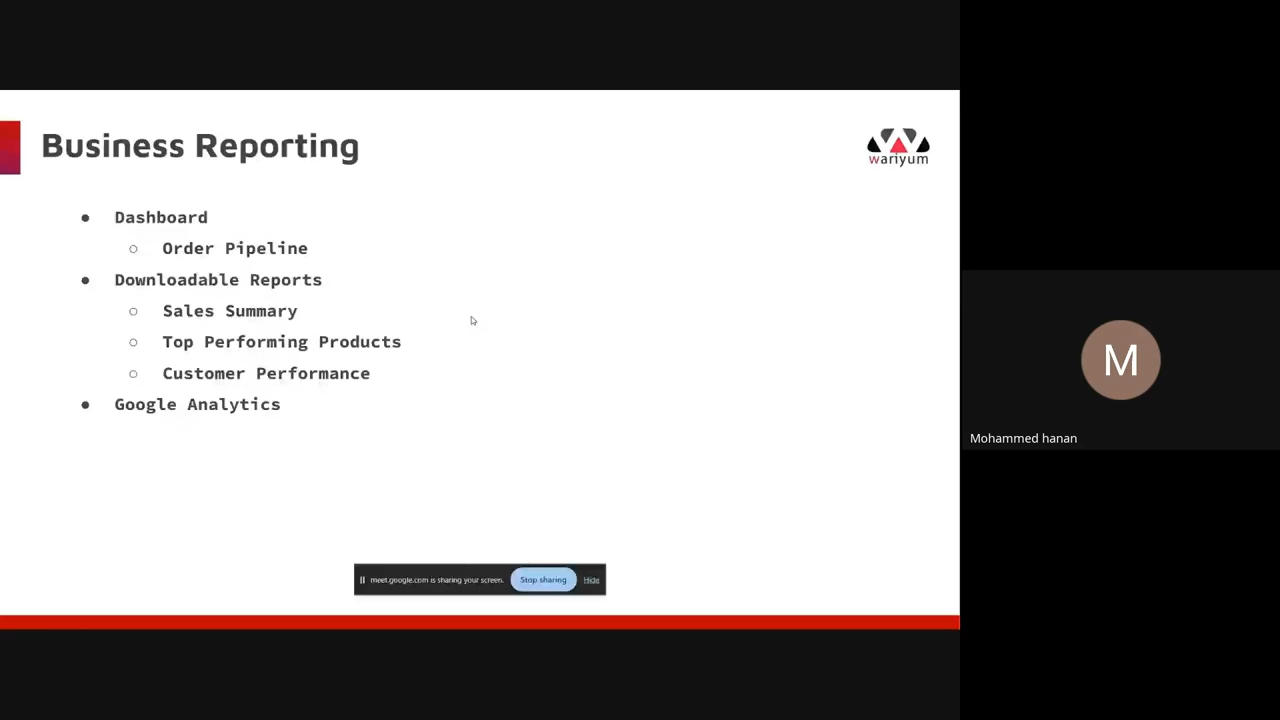 Business Reporting
wariyum
● Dashboard
○ Order Pipeline
● Downloadable Reports
○ Sales Summary
○ Top Performing Products
○ Customer Performance
● Google Analytics
meet.google.com is sharing your screen. Stop sharing Hide
M
Mohammed hanan